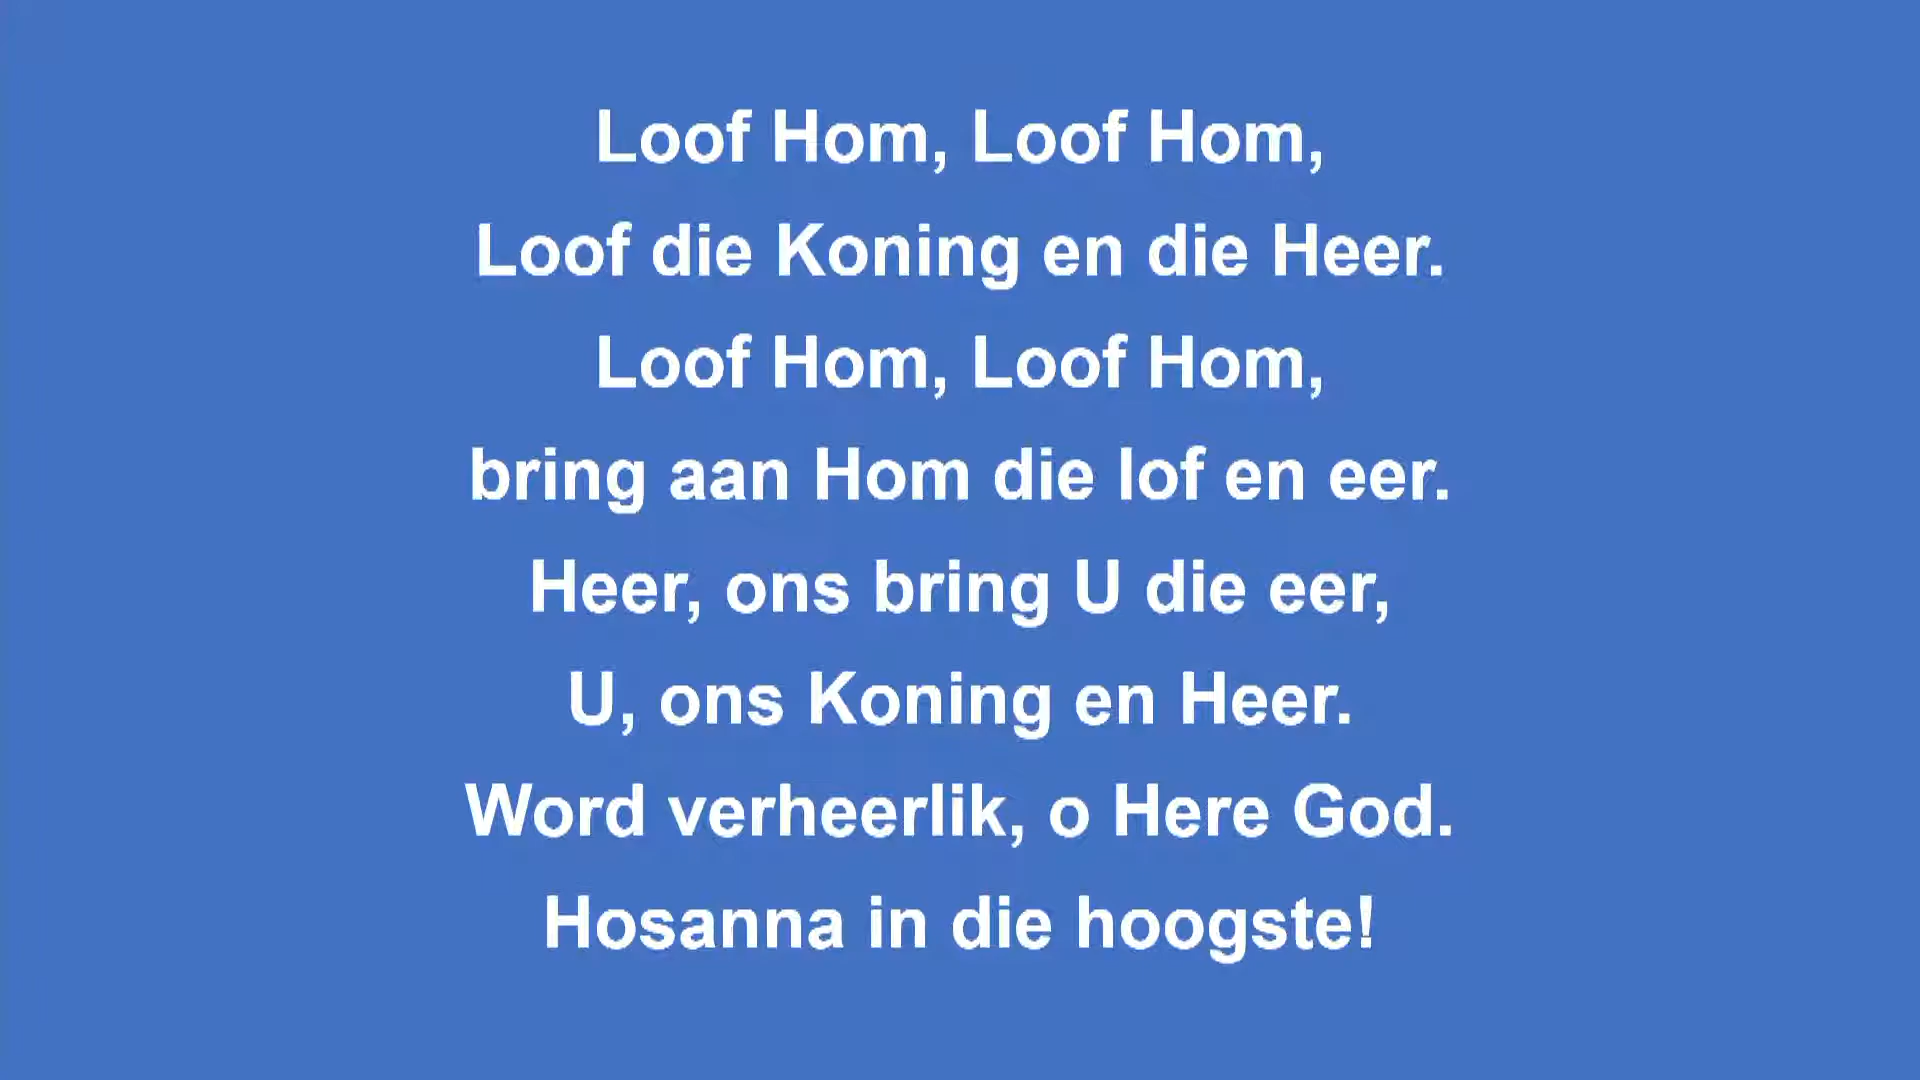 Loof Hom, Loof Hom,
Loof die Koning en die Heer.
Loof Hom, Loof Hom,
bring aan Hom die lof en eer.
Heer, ons bring U die eer,
U, ons Koning en Heer.
Word verheerlik, o Here God.
Hosanna in die hoogste!